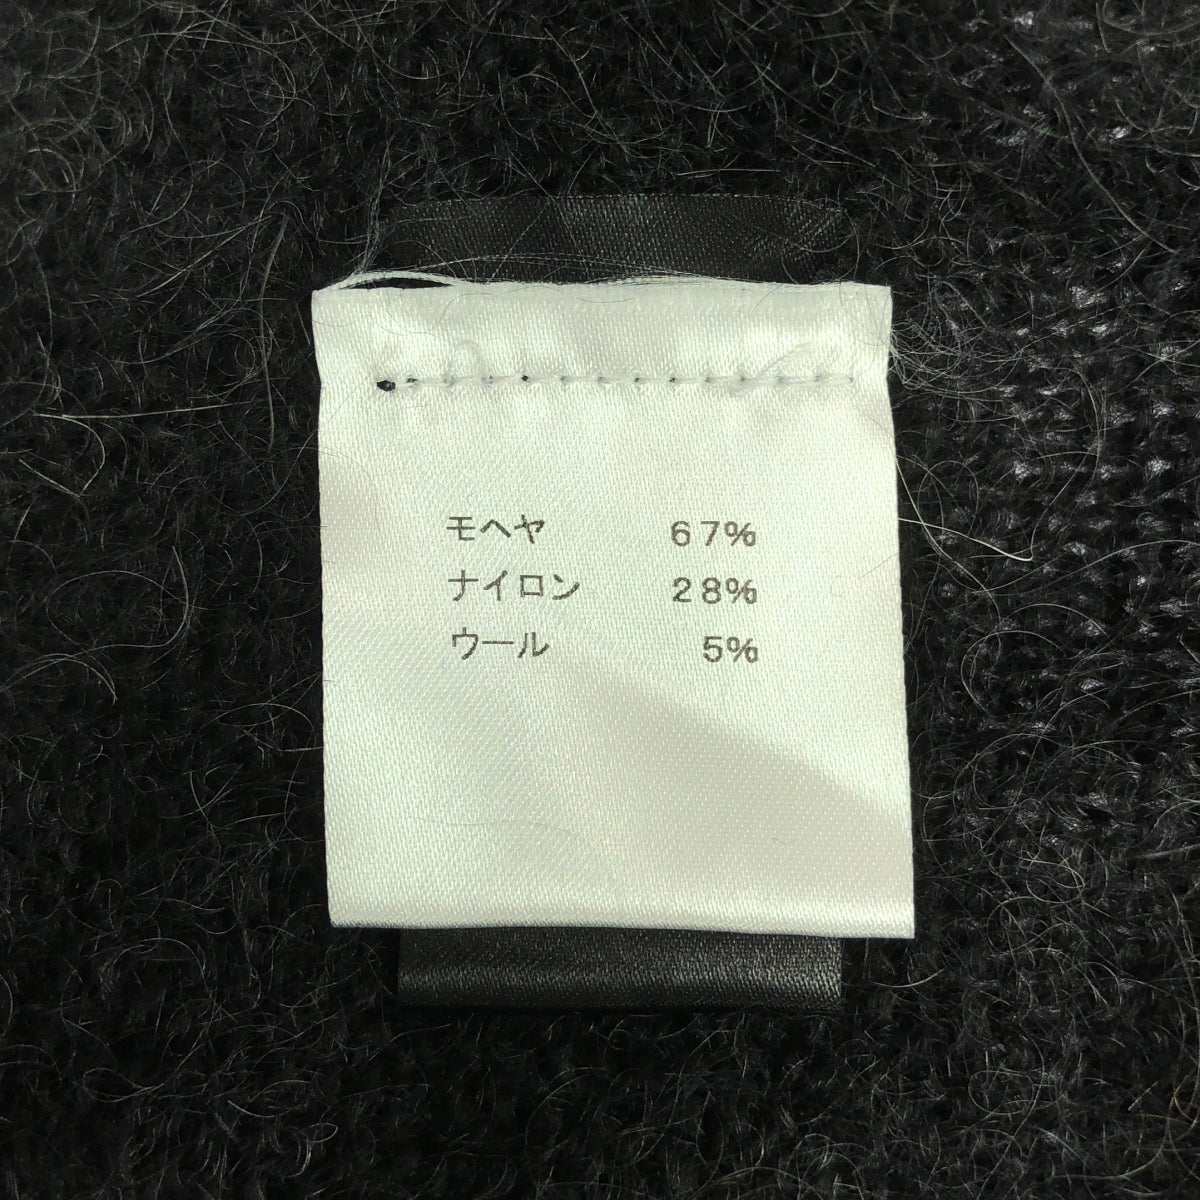 モヘヤ 67%
ナイロン 28%
ウール 5%